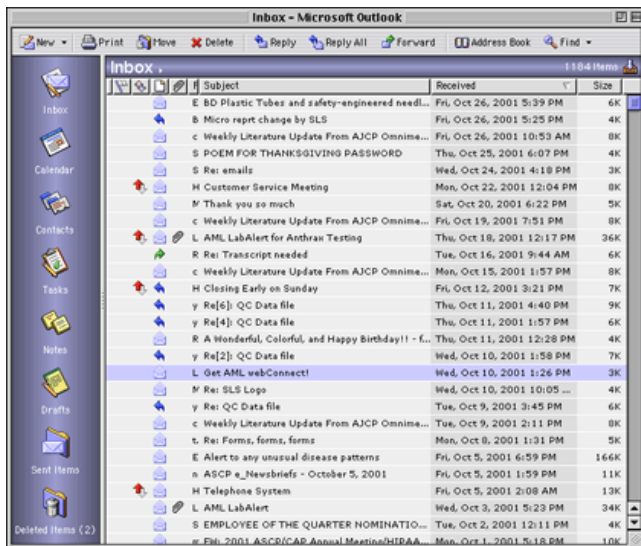 Inbox - Microsoft Outlook
New Print Move Delete Reply Reply All Forward Address Book Find
Inbox 1184 Items
Subject Received Size
E BD Plastic Tubes and safety-engineered needl... Fri, Oct 26, 2001 5:39 PM 6K
B Micro reprt change by SLS Fri, Oct 26, 2001 5:25 PM 4K
c Weekly Literature Update From AJCP Omnime... Fri, Oct 26, 2001 10:53 AM 8K
S POEM FOR THANKSGIVING PASSWORD Thu, Oct 25, 2001 6:07 PM 4K
S Re: emails Wed, Oct 24, 2001 4:18 PM 3K
H Customer Service Meeting Mon, Oct 22, 2001 12:04 PM 8K
M Thank you so much Sat, Oct 20, 2001 6:22 PM 5K
c Weekly Literature Update From AJCP Omnime... Fri, Oct 19, 2001 7:51 PM 8K
L AML LabAlert for Anthrax Testing Thu, Oct 18, 2001 12:17 PM 36K
R Re: Transcript needed Tue, Oct 16, 2001 9:44 AM 6K
c Weekly Literature Update From AJCP Omnime... Mon, Oct 15, 2001 1:57 PM 8K
H Closing Early on Sunday Fri, Oct 12, 2001 3:21 PM 7K
y Re[6]: QC Data file Thu, Oct 11, 2001 4:40 PM 9K
y Re[4]: QC Data file Thu, Oct 11, 2001 1:57 PM 6K
R A Wonderful, Colorful, and Happy Birthday!! - f... Thu, Oct 11, 2001 12:28 PM 4K
y Re[2]: QC Data file Wed, Oct 10, 2001 1:58 PM 7K
L Get AML webConnect! Wed, Oct 10, 2001 1:26 PM 3K
M Re: SLS Logo Wed, Oct 10, 2001 10:05 ... 4K
y Re: QC Data file Tue, Oct 9, 2001 3:45 PM 6K
c Weekly Literature Update From AJCP Omnime... Tue, Oct 9, 2001 2:11 PM 8K
t. Re: Forms, forms, forms Mon, Oct 8, 2001 1:31 PM 5K
E Alert to any unusual disease patterns Fri, Oct 5, 2001 6:59 PM 166K
n ASCP e_Newsbriefs - October 5, 2001 Fri, Oct 5, 2001 1:59 PM 11K
H Telephone System Fri, Oct 5, 2001 2:08 AM 13K
L AML LabAlert Wed, Oct 3, 2001 5:23 PM 34K
S EMPLOYEE OF THE QUARTER NOMINATIO... Tue, Oct 2, 2001 12:11 PM 4K
FW: 2001 ASCP/CAP Annual Meeting/HIPAA... Mon, Oct 1, 2001 5:18 PM 10K
Inbox
Calendar
Contacts
Tasks
Notes
Drafts
Sent Items
Deleted Items (2)